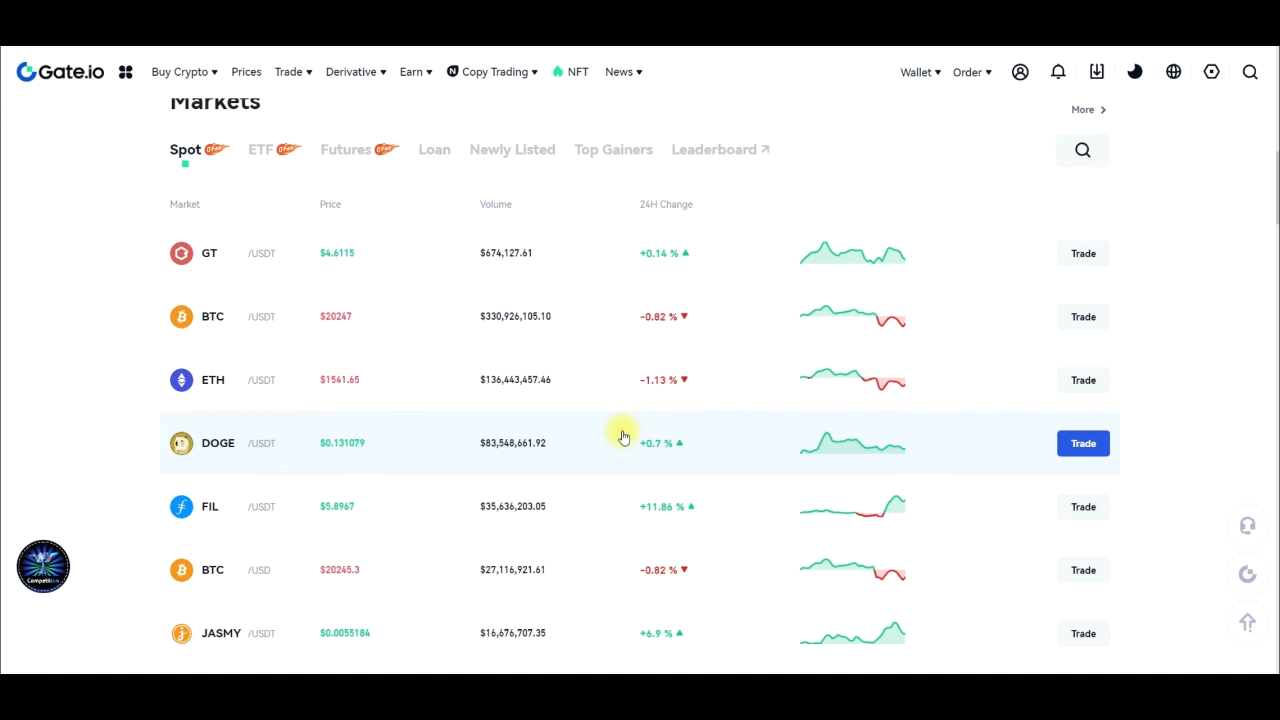 Gate.io Buy Crypto Prices Trade Derivative Earn Copy Trading NFT News Wallet Order
Markets
More
Spot ETF Futures Loan Newly Listed Top Gainers Leaderboard
Market Price Volume 24H Change
GT /USDT $4.6115 $674,127.61 +0.14 % Trade
BTC /USDT $20247 $330,926,105.10 -0.82 % Trade
ETH /USDT $1541.65 $136,443,457.46 -1.13 % Trade
DOGE /USDT $0.131079 $83,548,661.92 +0.7 % Trade
FIL /USDT $5.8967 $35,636,203.05 +11.86 % Trade
BTC /USD $20245.3 $27,116,921.61 -0.82 % Trade
Competition
JASMY /USDT $0.0055184 $16,676,707.35 +6.9 % Trade